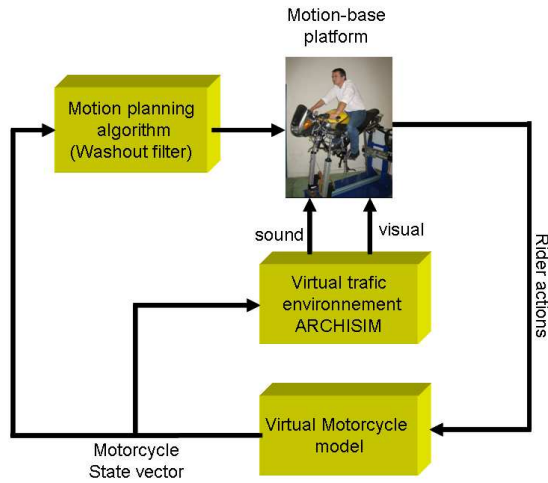 Motion-base
platform
Motion planning
algorithm
(Washout filter)
sound
visual
Virtual trafic
environnement
ARCHISIM
Rider actions
Virtual Motorcycle
model
Motorcycle
State vector